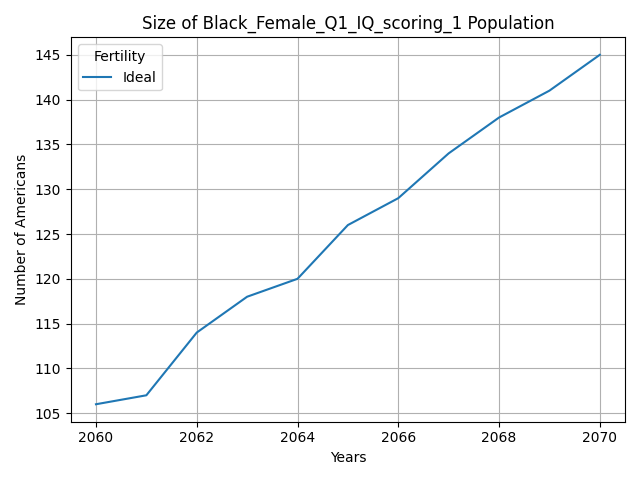 Size of Black_Female_Q1_IQ_scoring_1 Population
Fertility
Ideal
145
140
135
130
125
120
115
110
105
Number of Americans
2060 2062 2064 2066 2068 2070
Years